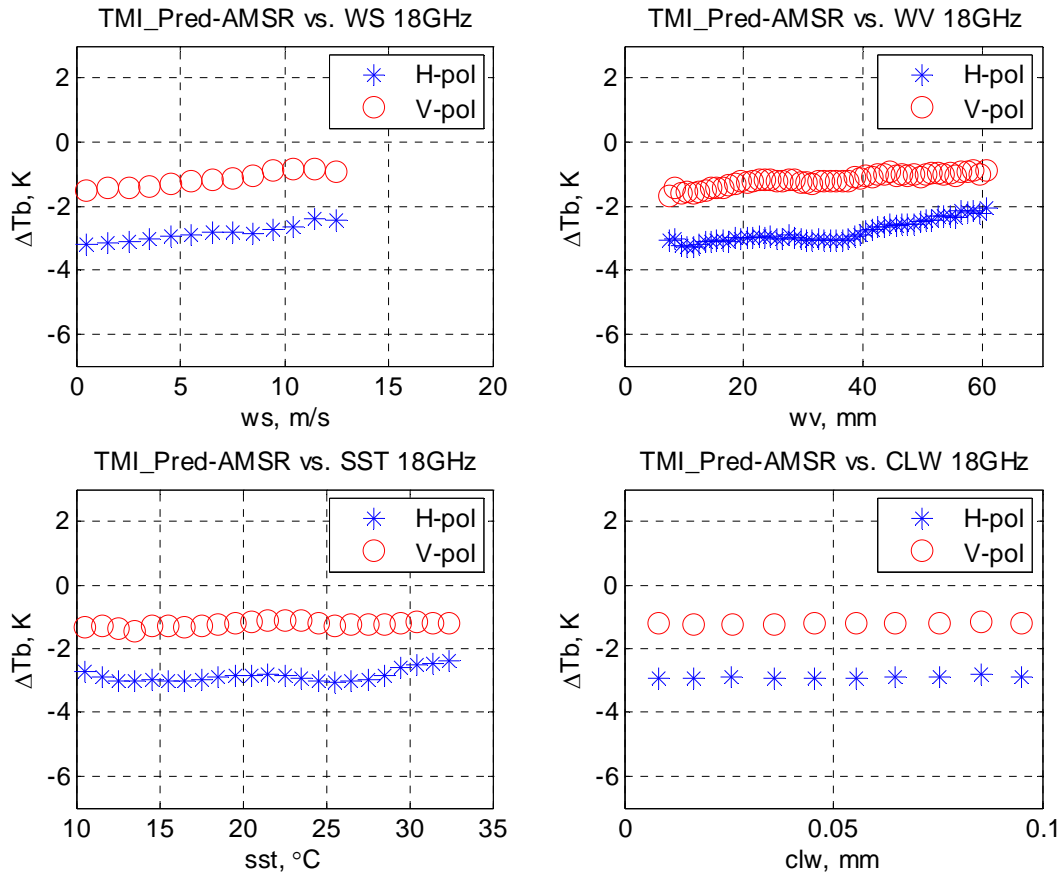 TMI_Pred-AMSR vs. WS 18GHz
H-pol
V-pol
2
0
-2
-4
-6
ΔTb, K
0 5 10 15 20
ws, m/s
TMI_Pred-AMSR vs. WV 18GHz
H-pol
V-pol
2
0
-2
-4
-6
ΔTb, K
0 20 40 60
wv, mm
TMI_Pred-AMSR vs. SST 18GHz
H-pol
V-pol
2
0
-2
-4
-6
ΔTb, K
10 15 20 25 30 35
sst, °C
TMI_Pred-AMSR vs. CLW 18GHz
H-pol
V-pol
2
0
-2
-4
-6
ΔTb, K
0 0.05 0.1
clw, mm